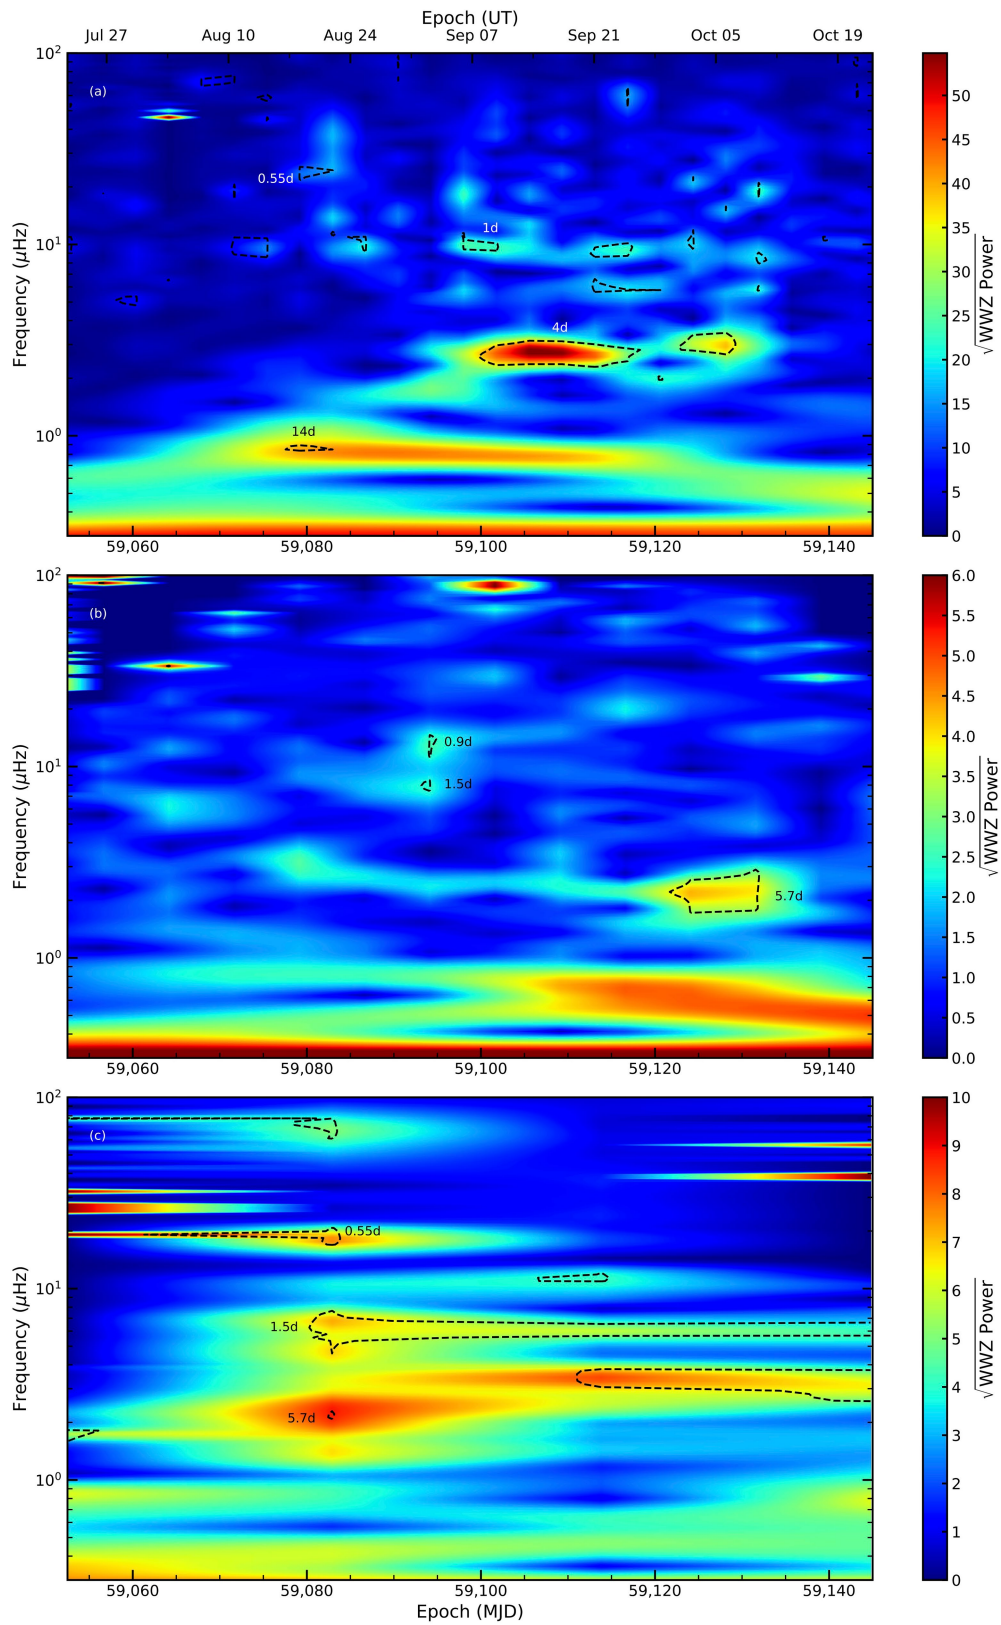 Epoch (UT)
Jul 27 Aug 10 Aug 24 Sep 07 Sep 21 Oct 05 Oct 19
10² 10¹ 10⁰
Frequency (μHz)
(a)
0.55d
1d
4d
14d
59,060 59,080 59,100 59,120 59,140
50
45
40
35
30
25
20
15
10
5
0
√WWZ Power
10² 10¹ 10⁰
Frequency (μHz)
(b)
0.9d
1.5d
5.7d
59,060 59,080 59,100 59,120 59,140
6.0
5.5
5.0
4.5
4.0
3.5
3.0
2.5
2.0
1.5
1.0
0.5
0.0
√WWZ Power
10² 10¹ 10⁰
Frequency (μHz)
(c)
0.55d
1.5d
5.7d
59,060 59,080 59,100 59,120 59,140
Epoch (MJD)
10
9
8
7
6
5
4
3
2
1
0
√WWZ Power